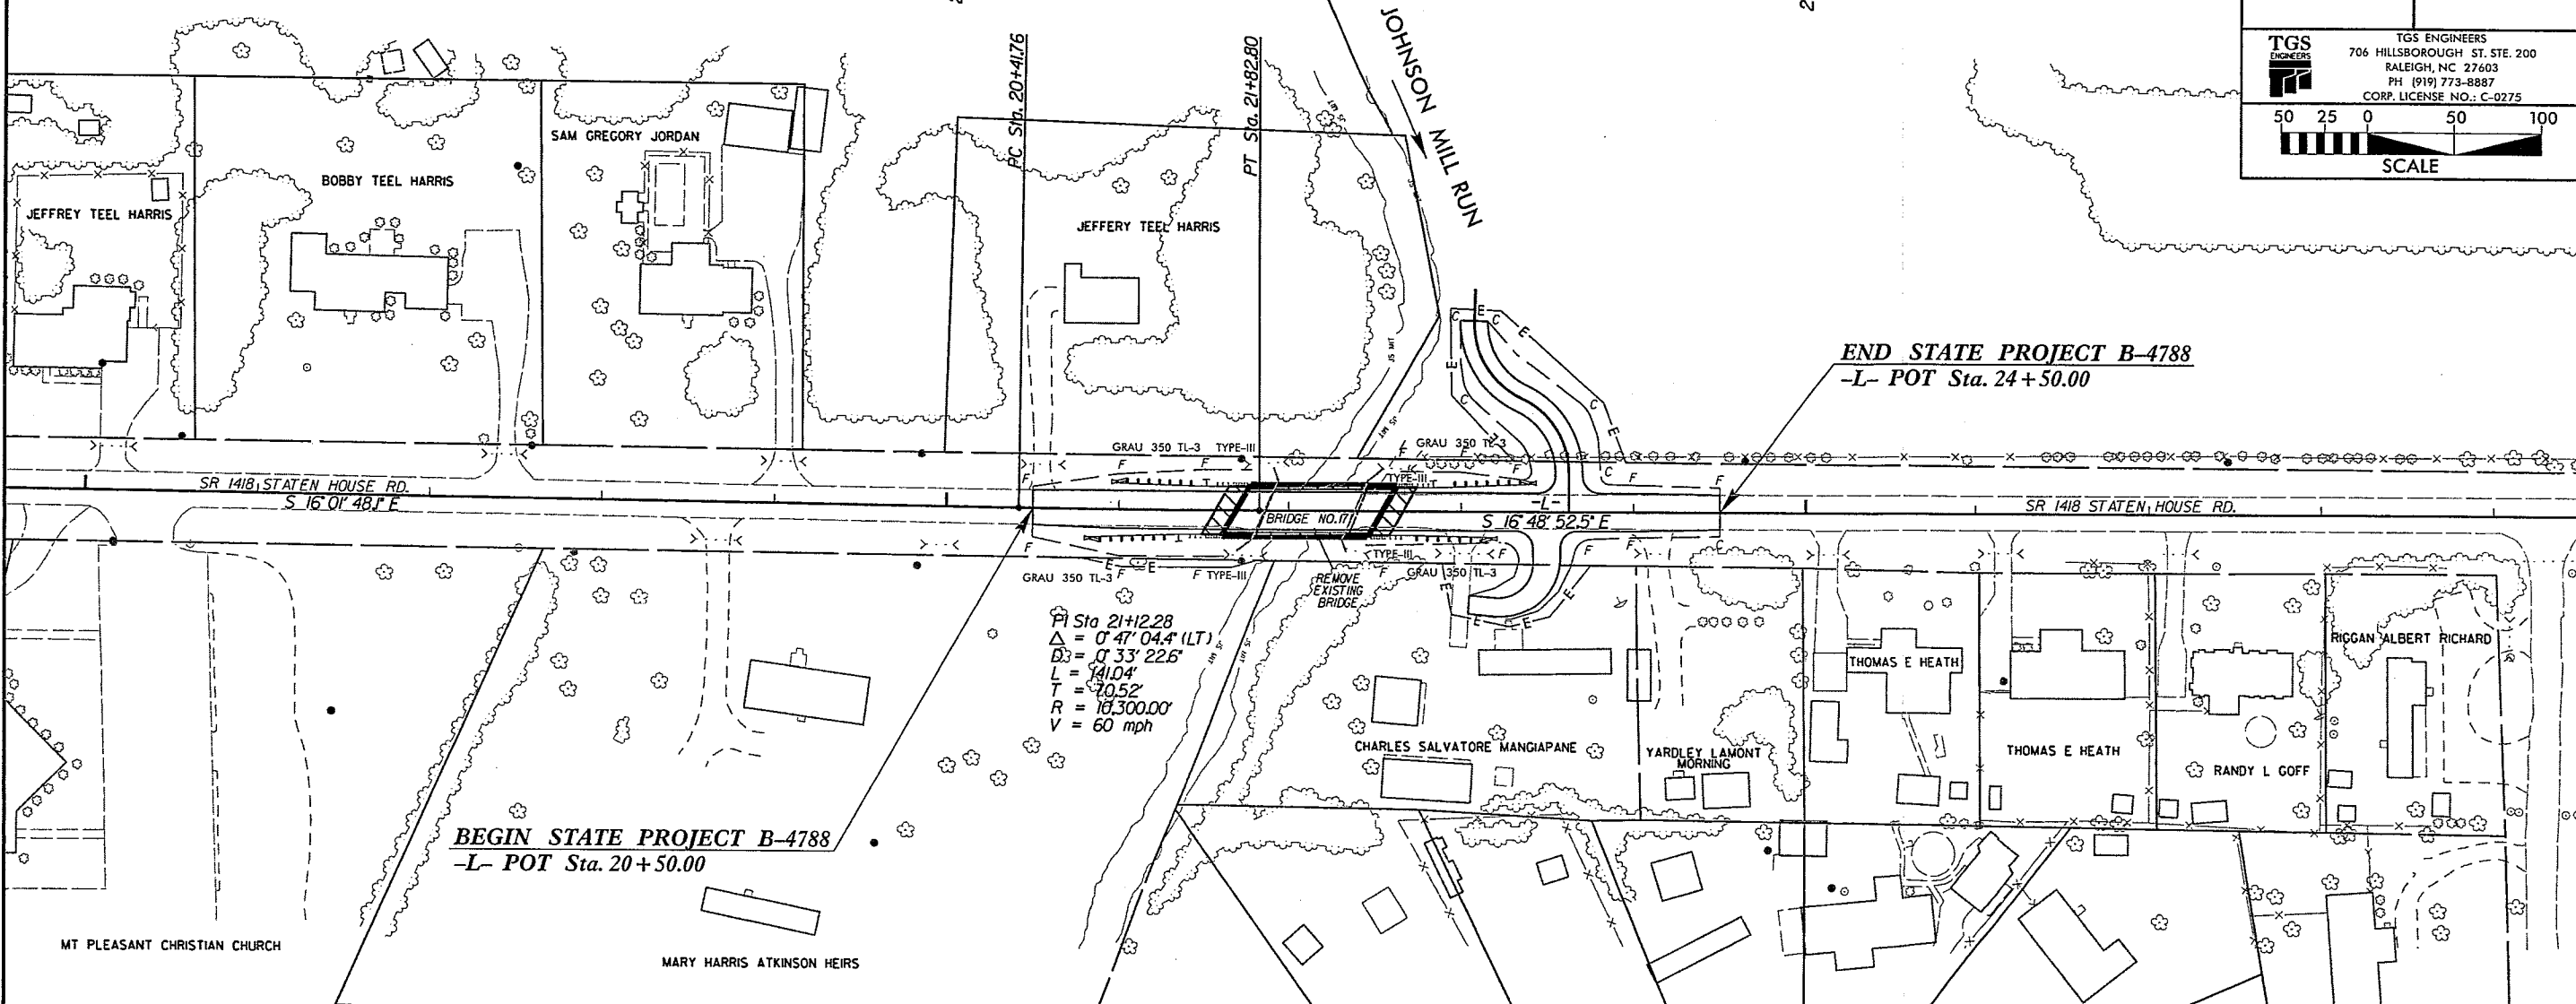 TGS ENGINEERS
TGS
ENGINEERS
706 HILLSBOROUGH ST. STE. 200
RALEIGH, NC 27603
PH (919) 773-8887
CORP. LICENSE NO.: C-0275
50 25 0 50 100
SCALE
JOHNSON MILL RUN
PC Sta. 20+41.76
PT Sta. 21+82.80
SAM GREGORY JORDAN
BOBBY TEEL HARRIS
JEFFREY TEEL HARRIS
JEFFERY TEEL HARRIS
END STATE PROJECT B-4788
-L- POT Sta. 24+50.00
GRAU 350 TL-3 TYPE-III
GRAU 350 TL-3
TYPE-III
SR 1418 STATEN HOUSE RD.
S 16° 01' 48.1" E
BRIDGE NO.17
-L-
S 16° 48' 52.5" E
SR 1418 STATEN HOUSE RD.
GRAU 350 TL-3
TYPE-III
TYPE-III
GRAU 350 TL-3
REMOVE
EXISTING
BRIDGE
PI Sta 21+12.28
Δ = 0° 47' 04.4" (LT)
D = 0° 33' 22.6"
L = 141.04'
T = 70.52'
R = 10,300.00'
V = 60 mph
THOMAS E HEATH
RIGGAN ALBERT RICHARD
CHARLES SALVATORE MANGIAPANE
YARDLEY LAMONT
MORNING
THOMAS E HEATH
RANDY L GOFF
BEGIN STATE PROJECT B-4788
-L- POT Sta. 20+50.00
MT PLEASANT CHRISTIAN CHURCH
MARY HARRIS ATKINSON HEIRS